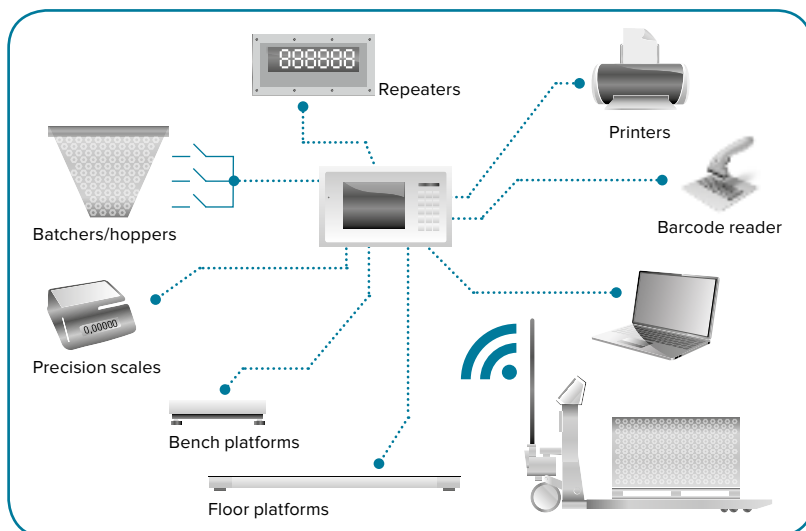 888888
Repeaters
Printers
Batchers/hoppers
Barcode reader
0,00000
Precision scales
Bench platforms
Floor platforms